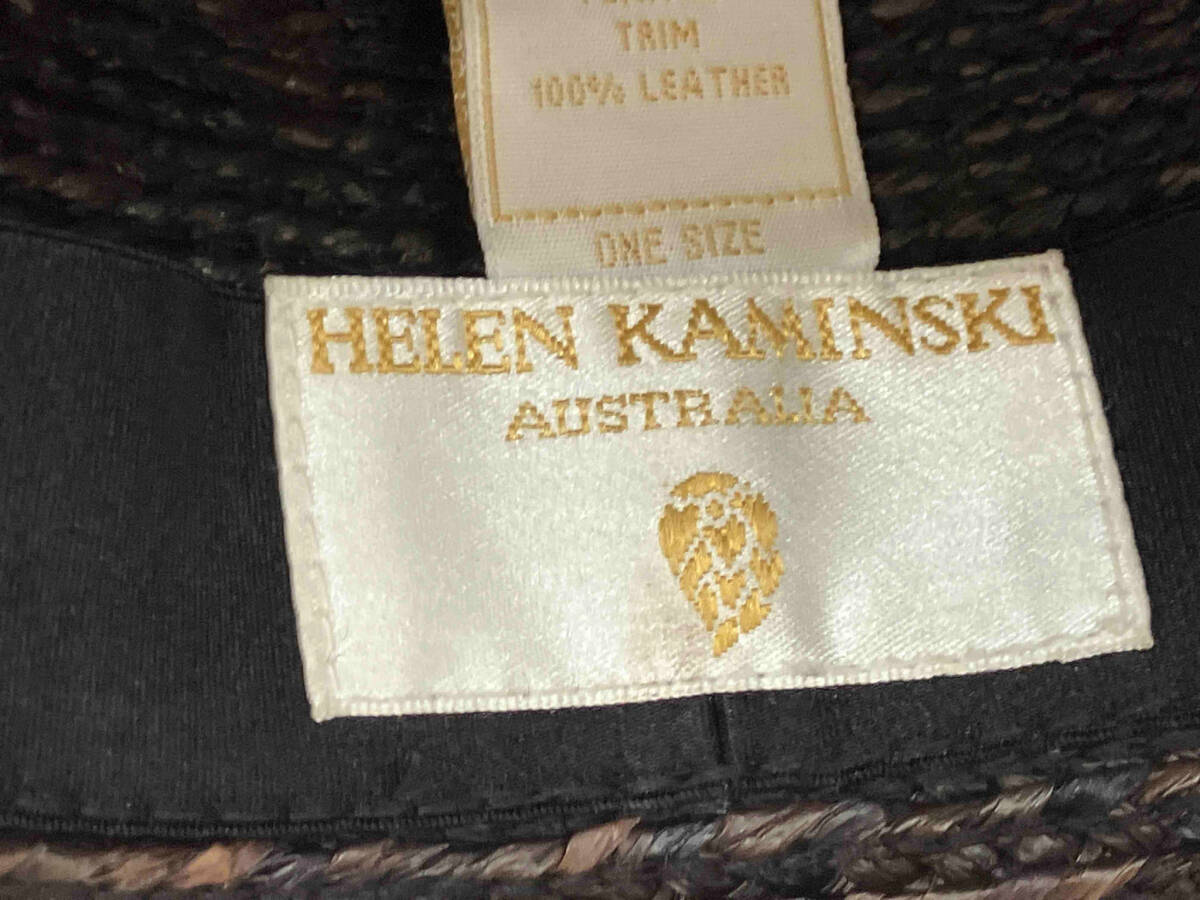 TRIM
100% LEATHER
ONE SIZE
HELEN KAMINSKI
AUSTRALIA